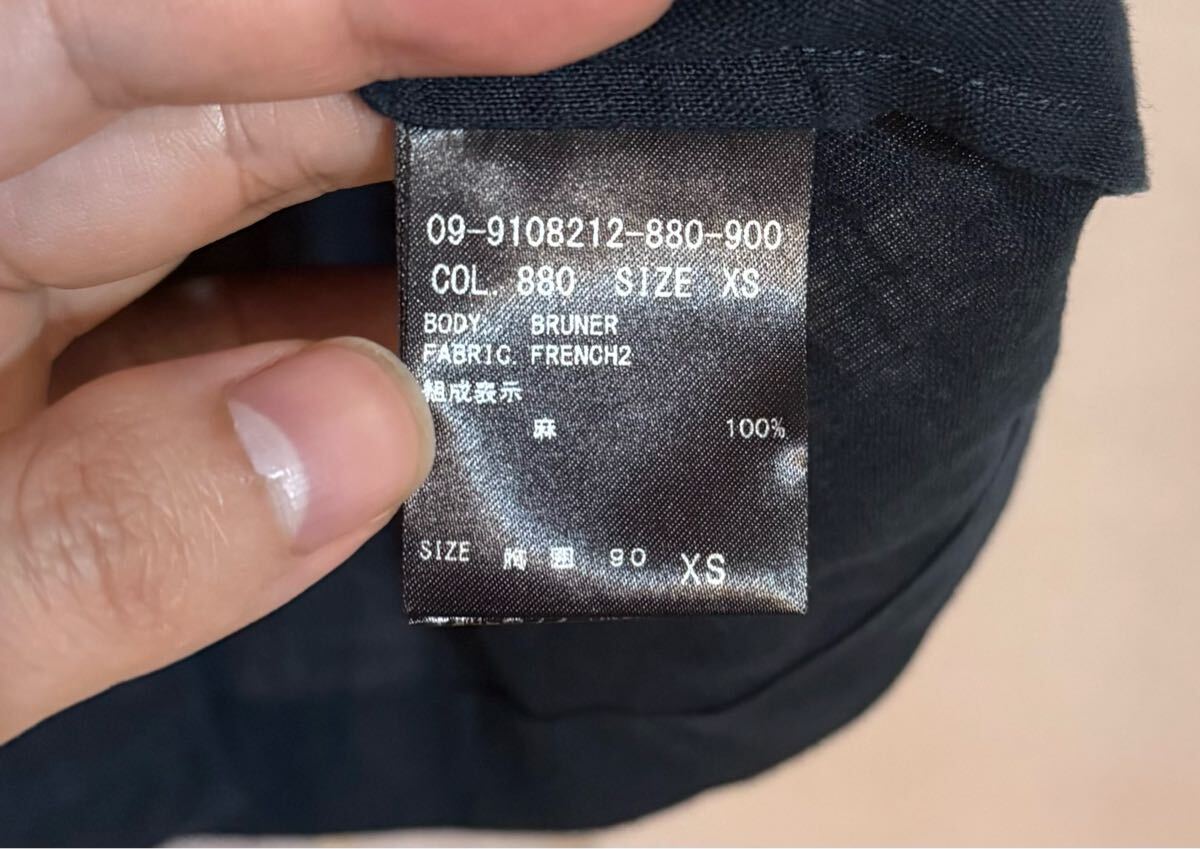 09-9108212-880-900
COL. 880 SIZE XS
BODY. BRUNER
FABRIC. FRENCH2
組成表示
麻 100%
SIZE 胸囲 90 XS